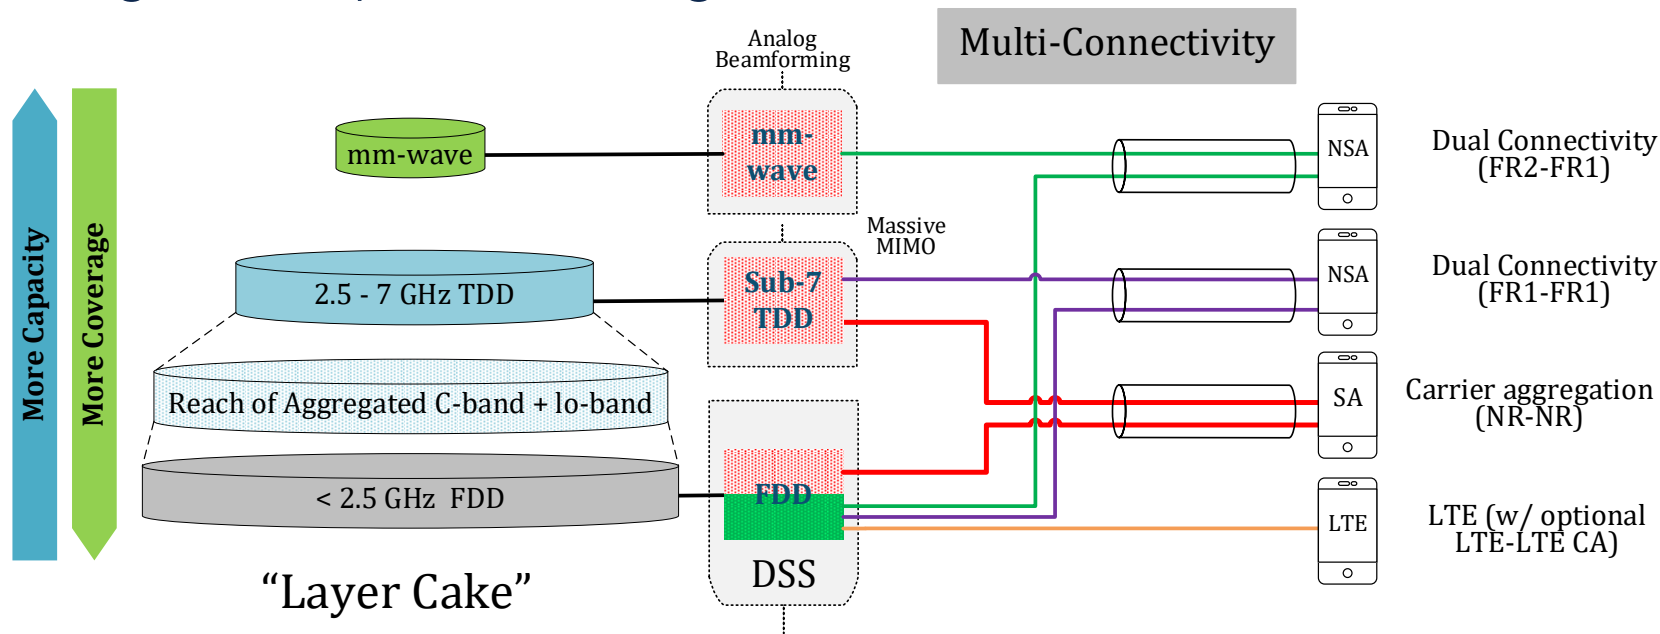 Analog
Beamforming
Multi-Connectivity
More Capacity
More Coverage
mm-wave
mm-
wave
NSA
Dual Connectivity
(FR2-FR1)
Massive
MIMO
2.5 - 7 GHz TDD
Sub-7
TDD
NSA
Dual Connectivity
(FR1-FR1)
Reach of Aggregated C-band + lo-band
SA
Carrier aggregation
(NR-NR)
< 2.5 GHz FDD
FDD
LTE
LTE (w/ optional
LTE-LTE CA)
DSS
“Layer Cake”